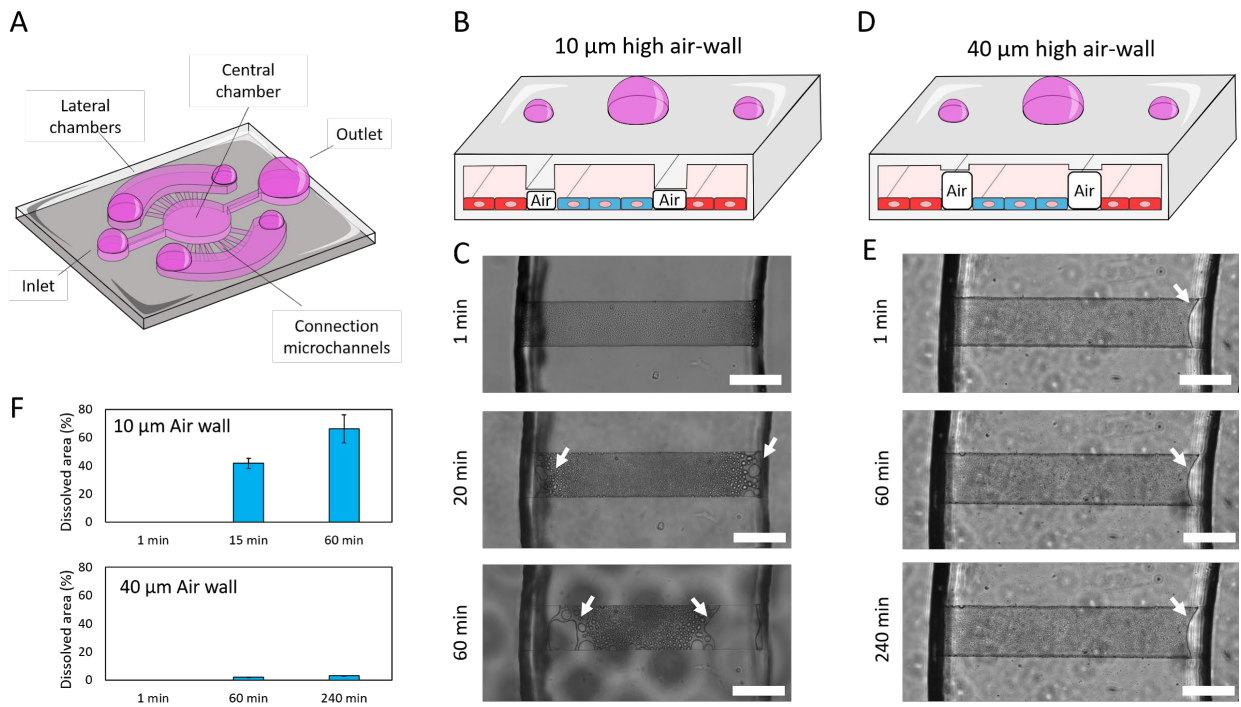 A
Central
chamber
Lateral
chambers
Outlet
Inlet
Connection
microchannels
B
10 µm high air-wall
Air
Air
C
1 min
20 min
60 min
D
40 µm high air-wall
Air
Air
E
1 min
60 min
240 min
F
Dissolved area (%)
80
60
40
20
0
10 µm Air wall
1 min
15 min
60 min
Dissolved area (%)
80
60
40
20
0
40 µm Air wall
1 min
60 min
240 min